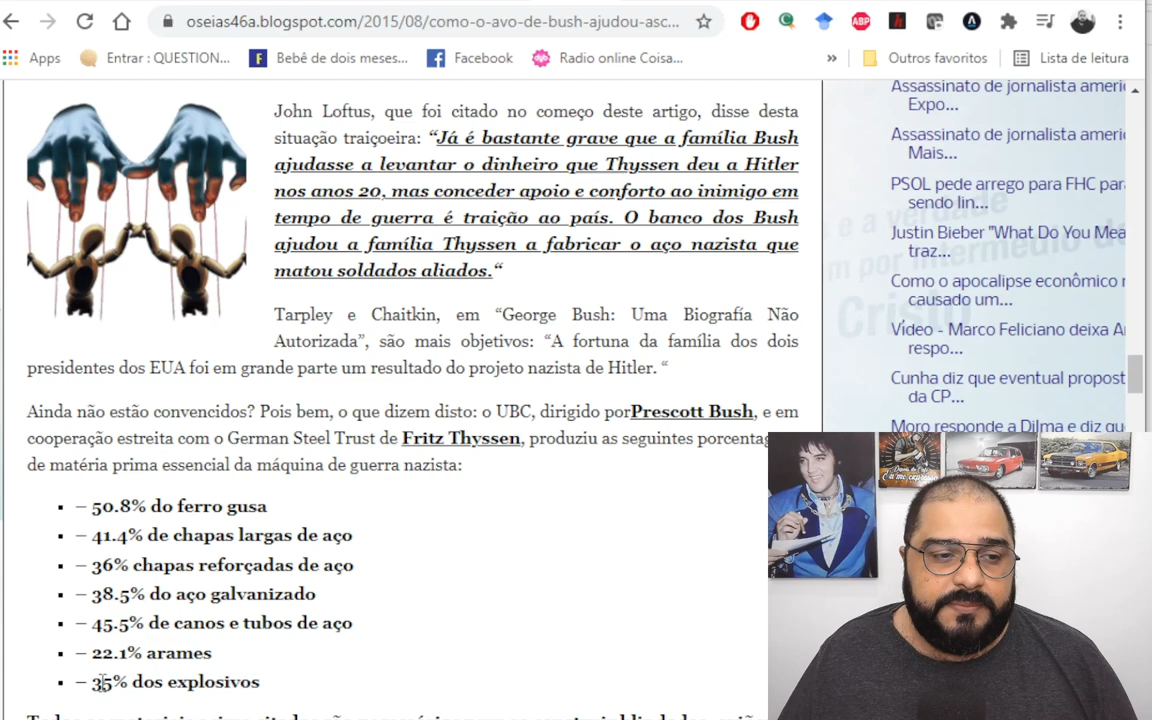 oseias46a.blogspot.com/2015/08/como-o-avo-de-bush-ajudou-asc...
Apps
Entrar : QUESTION...
Bebê de dois meses...
Facebook
Radio online Coisa...
»
Outros favoritos
Lista de leitura
John Loftus, que foi citado no começo deste artigo, disse desta
situação traiçoeira: “Já é bastante grave que a família Bush
ajudasse a levantar o dinheiro que Thyssen deu a Hitler
nos anos 20, mas conceder apoio e conforto ao inimigo em
tempo de guerra é traição ao país. O banco dos Bush
ajudou a família Thyssen a fabricar o aço nazista que
matou soldados aliados.“
Tarpley e Chaitkin, em “George Bush: Uma Biografía Não
Autorizada”, são mais objetivos: “A fortuna da família dos dois
presidentes dos EUA foi em grande parte um resultado do projeto nazista de Hitler. “
Ainda não estão convencidos? Pois bem, o que dizem disto: o UBC, dirigido porPrescott Bush, e em
cooperação estreita com o German Steel Trust de Fritz Thyssen, produziu as seguintes porcentag
de matéria prima essencial da máquina de guerra nazista:
– 50.8% do ferro gusa
– 41.4% de chapas largas de aço
– 36% chapas reforçadas de aço
– 38.5% do aço galvanizado
– 45.5% de canos e tubos de aço
– 22.1% arames
– 35% dos explosivos
Assassinato de jornalista ameri
Expo...
Assassinato de jornalista ameri
Mais...
PSOL pede arrego para FHC par
sendo lin...
Justin Bieber "What Do You Mea
traz...
Como o apocalipse econômico
causado um...
Vídeo - Marco Feliciano deixa A
respo...
Cunha diz que eventual propost
da CP...
Moro responde a Dilma e diz qu
e a verdade
m por intermedio de
Cristo
ABP